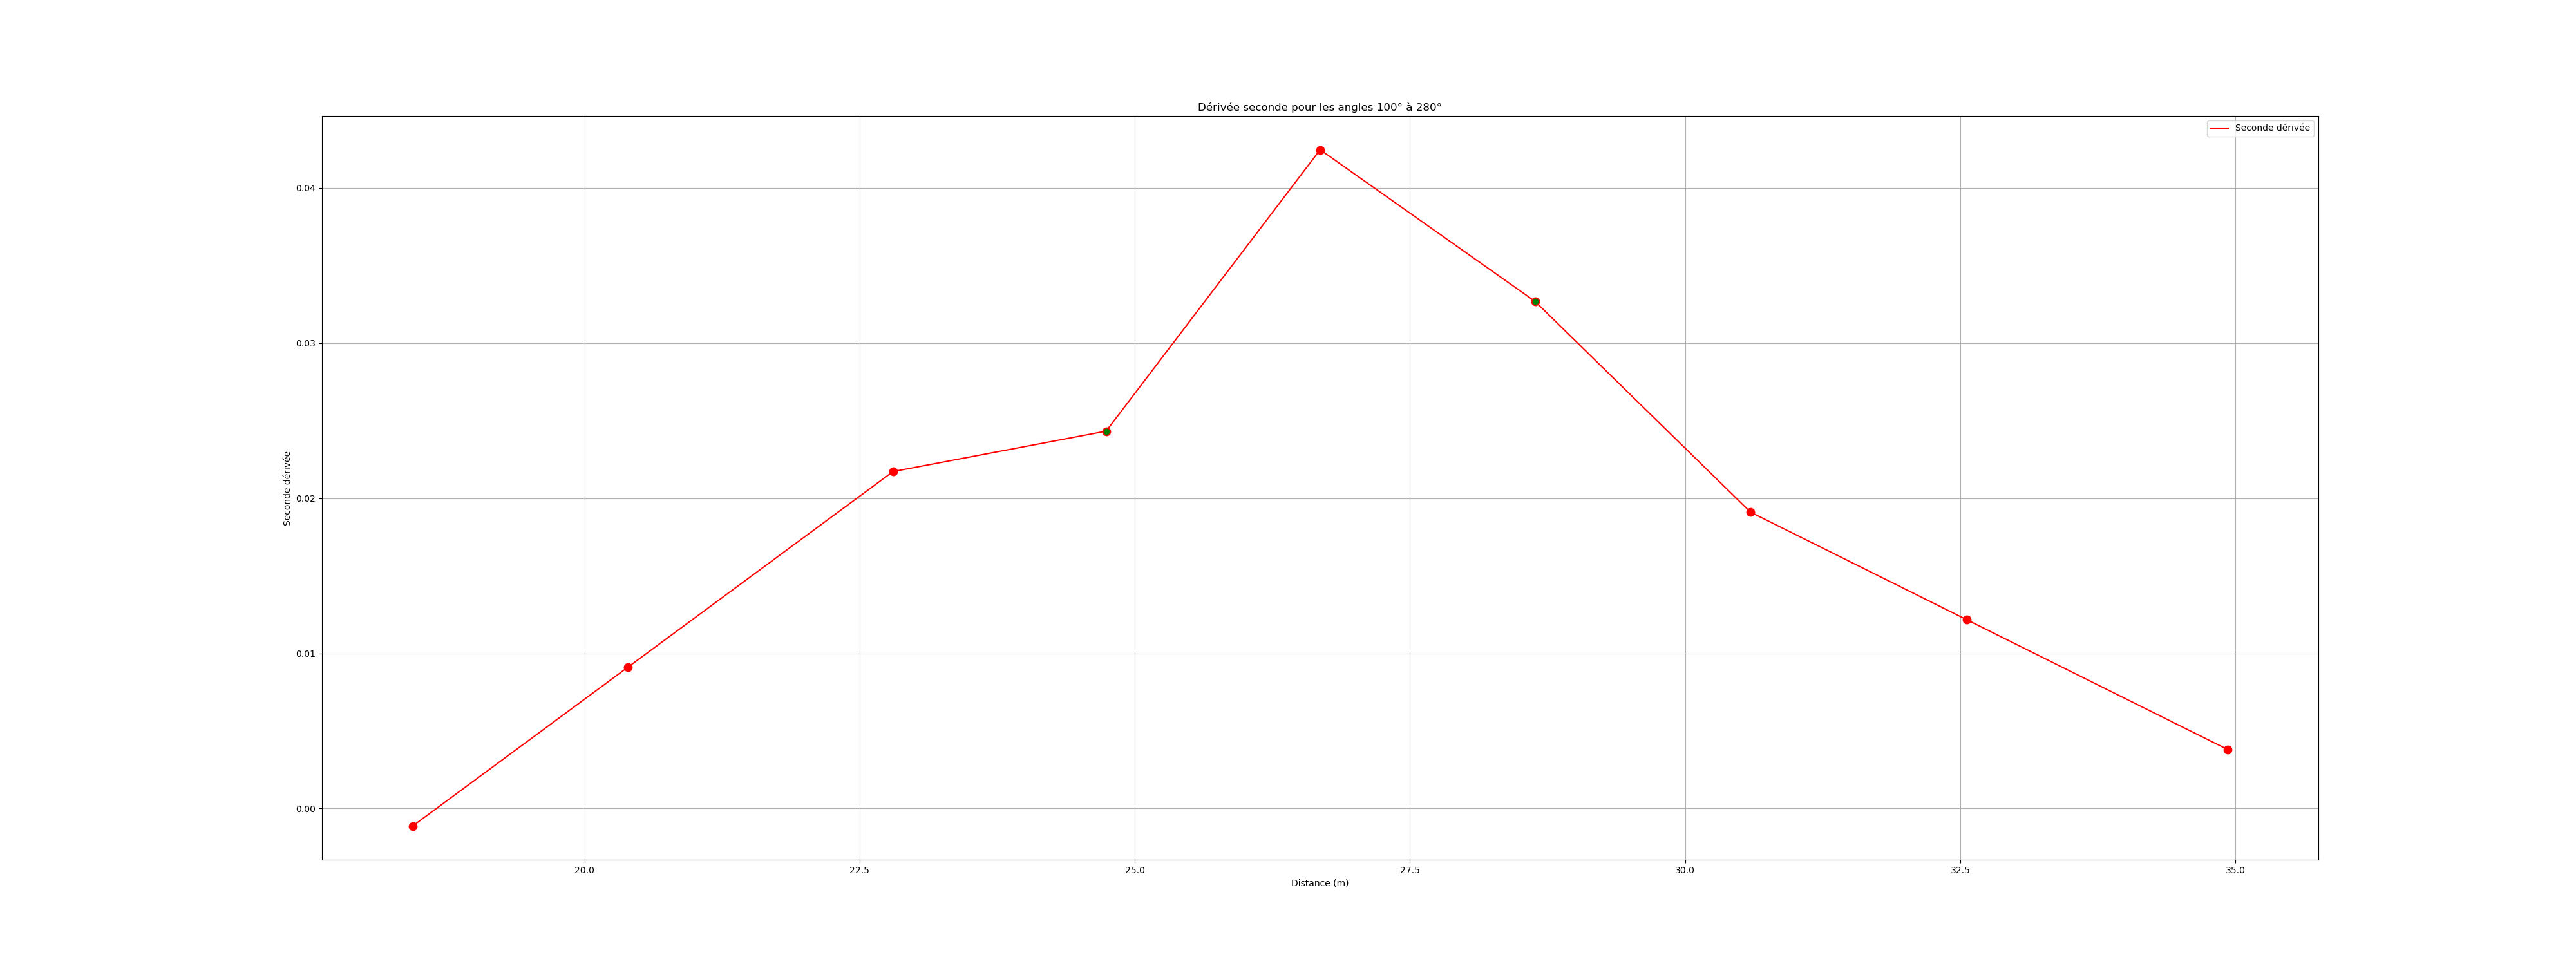 Dérivée seconde pour les angles 100° à 280°
Seconde dérivée
0.04
0.03
0.02
0.01
0.00
Seconde dérivée
20.0 22.5 25.0 27.5 30.0 32.5 35.0
Distance (m)